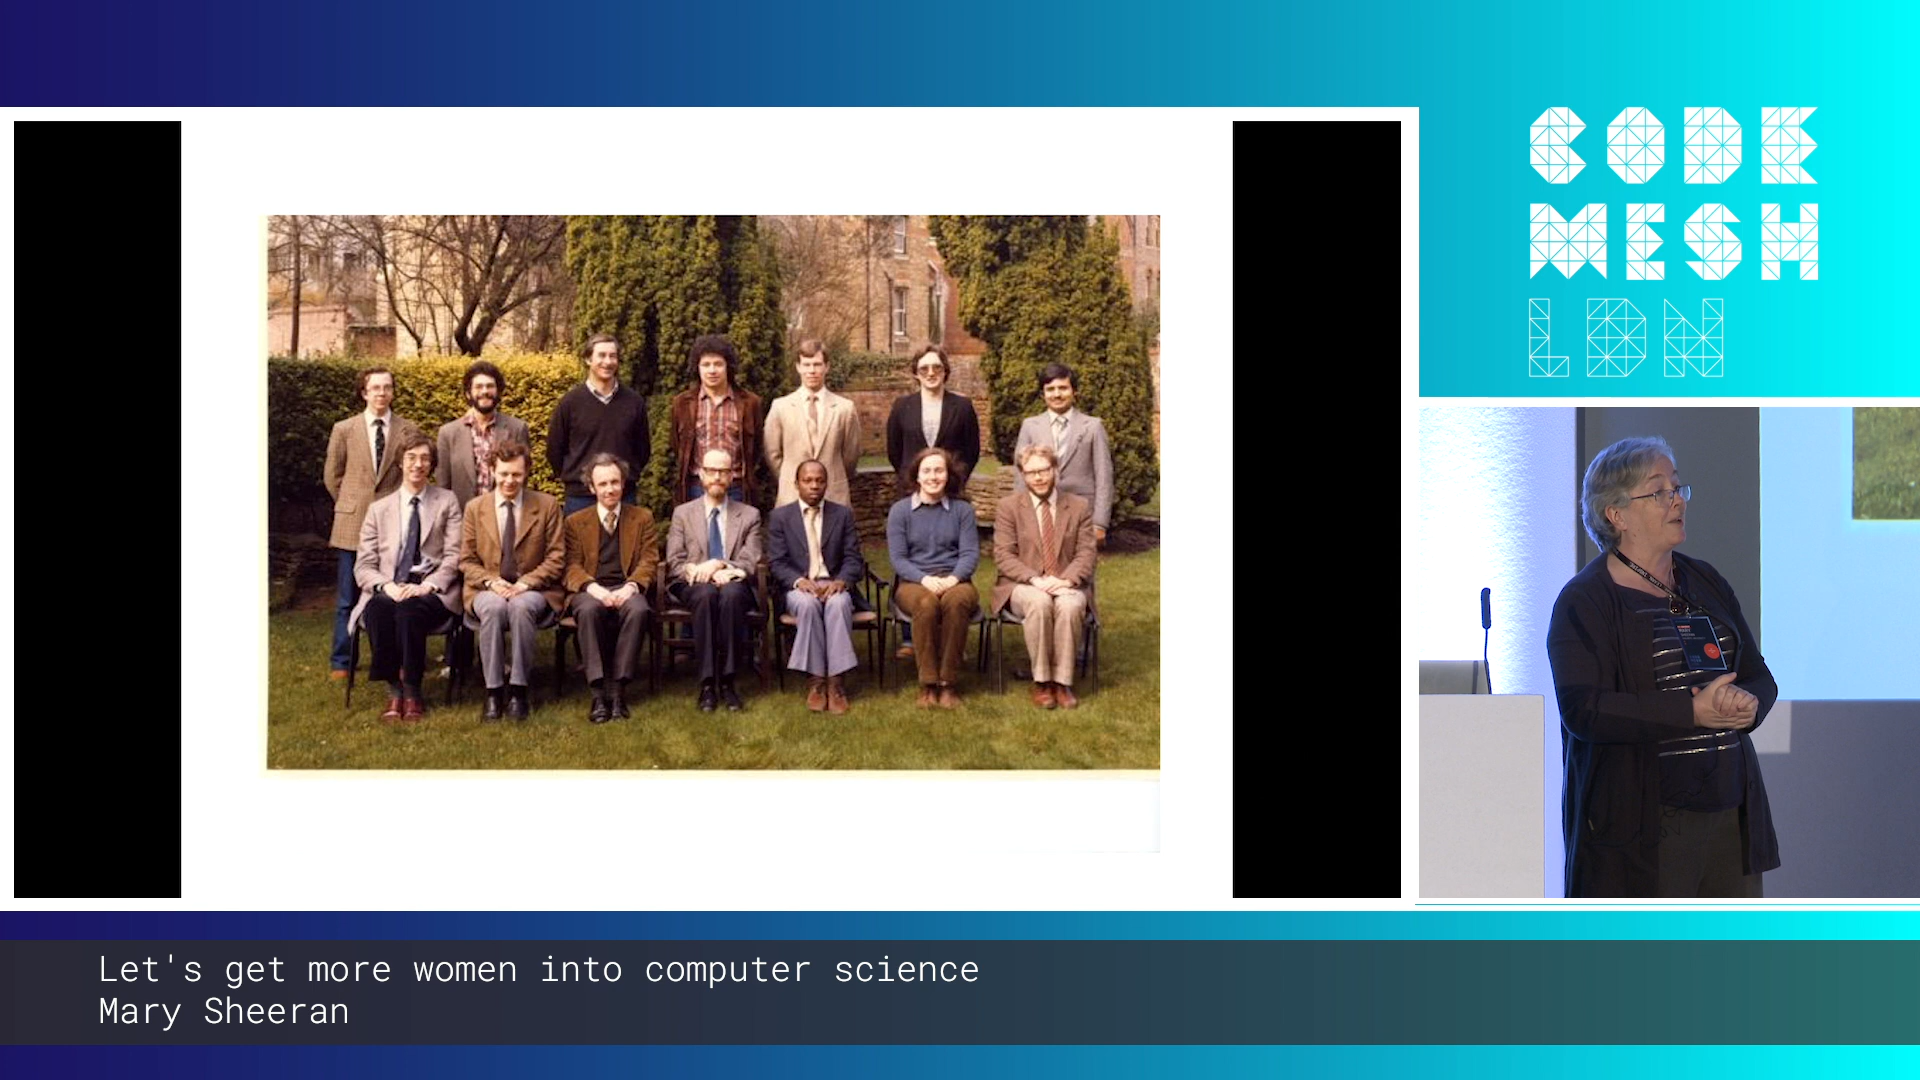 CODE
MESH
LDN
Let's get more women into computer science
Mary Sheeran